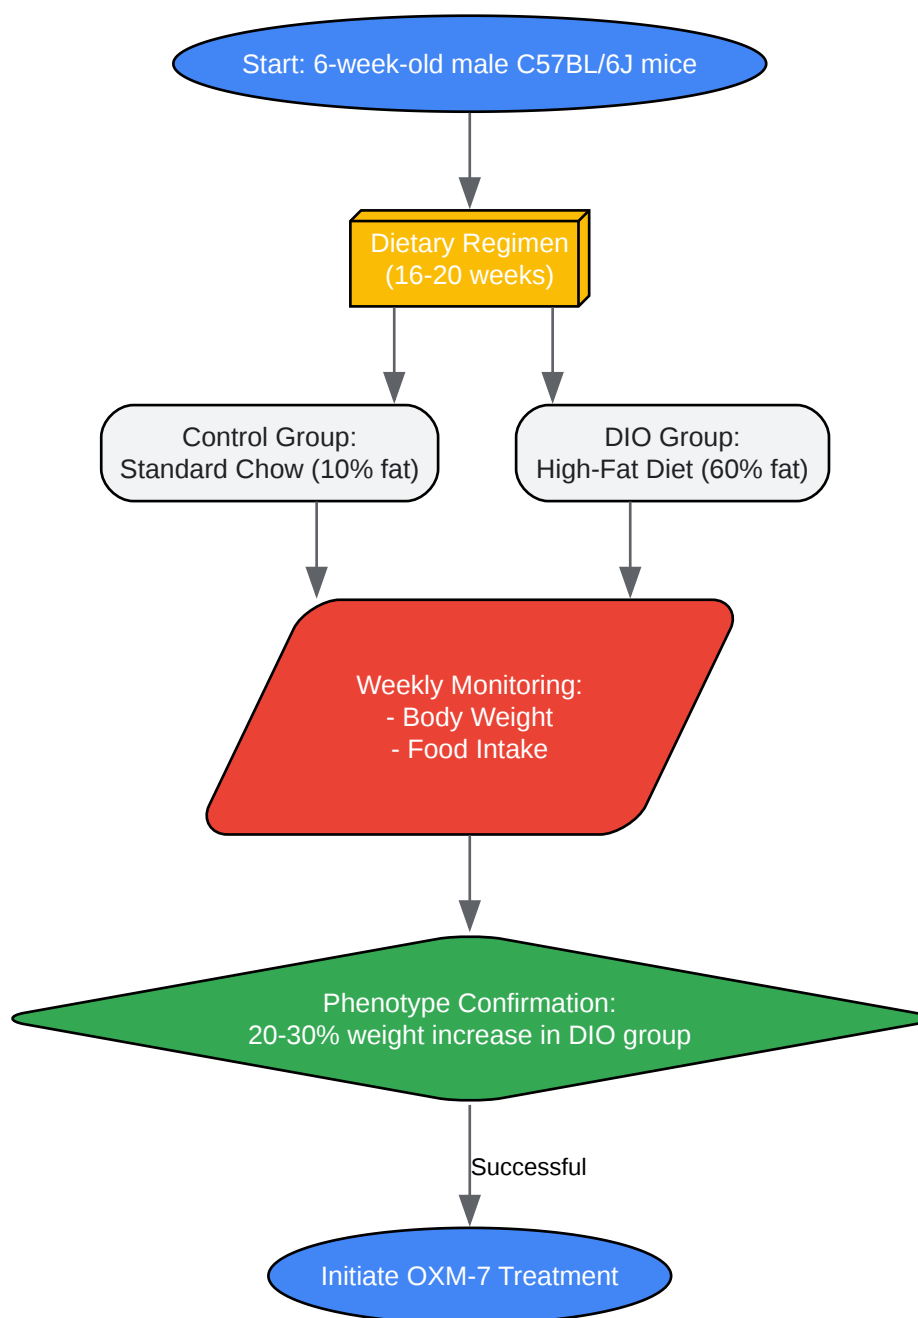 Start: 6-week-old male C57BL/6J mice
Dietary Regimen
(16-20 weeks)
Control Group:
Standard Chow (10% fat)
DIO Group:
High-Fat Diet (60% fat)
Weekly Monitoring:
- Body Weight
- Food Intake
Phenotype Confirmation:
20-30% weight increase in DIO group
Successful
Initiate OXM-7 Treatment